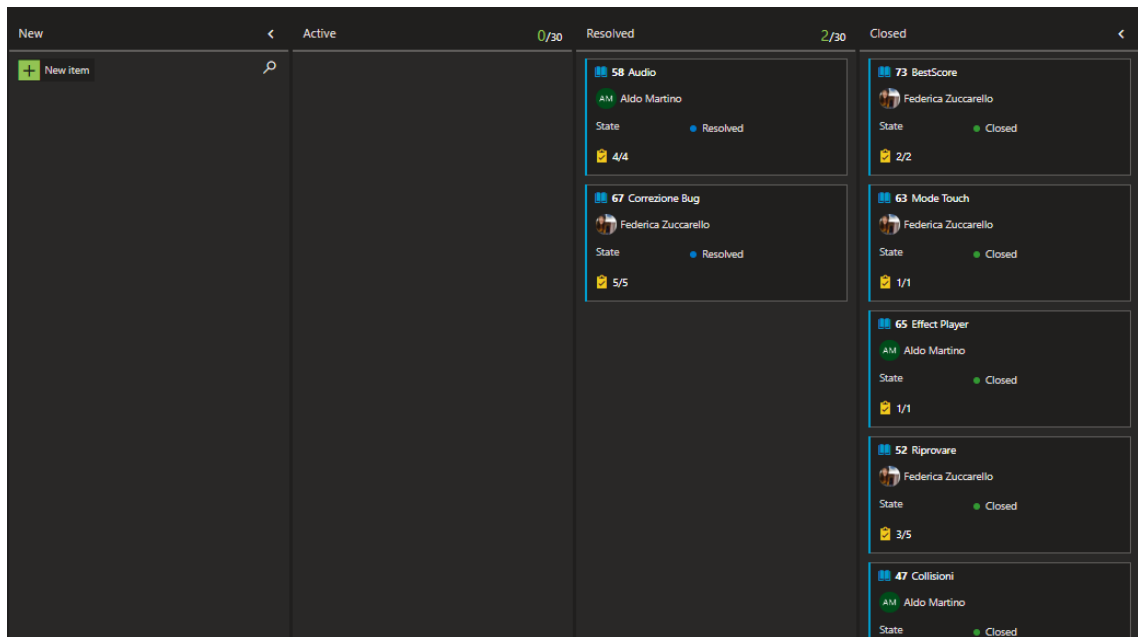 New
New item
Active 0/30
Resolved 2/30
58 Audio
AM Aldo Martino
State Resolved
4/4
67 Correzione Bug
Federica Zuccarello
State Resolved
5/5
Closed
73 BestScore
Federica Zuccarello
State Closed
2/2
63 Mode Touch
Federica Zuccarello
State Closed
1/1
65 Effect Player
AM Aldo Martino
State Closed
1/1
52 Riprovare
Federica Zuccarello
State Closed
3/5
47 Collisioni
AM Aldo Martino
State Closed